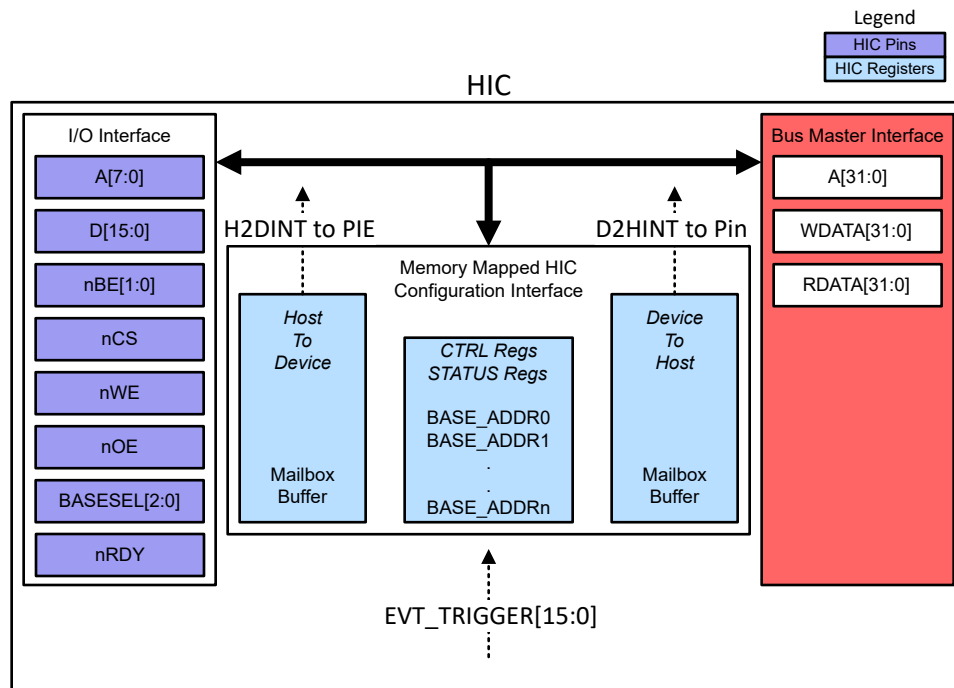 Legend
HIC Pins
HIC Registers
HIC
I/O Interface
A[7:0]
D[15:0]
nBE[1:0]
nCS
nWE
nOE
BASESEL[2:0]
nRDY
H2DINT to PIE
D2HINT to Pin
Memory Mapped HIC
Configuration Interface
Host
To
Device
Mailbox
Buffer
CTRL Regs
STATUS Regs
BASE_ADDR0
BASE_ADDR1
.
.
BASE_ADDRn
Device
To
Host
Mailbox
Buffer
EVT_TRIGGER[15:0]
Bus Master Interface
A[31:0]
WDATA[31:0]
RDATA[31:0]